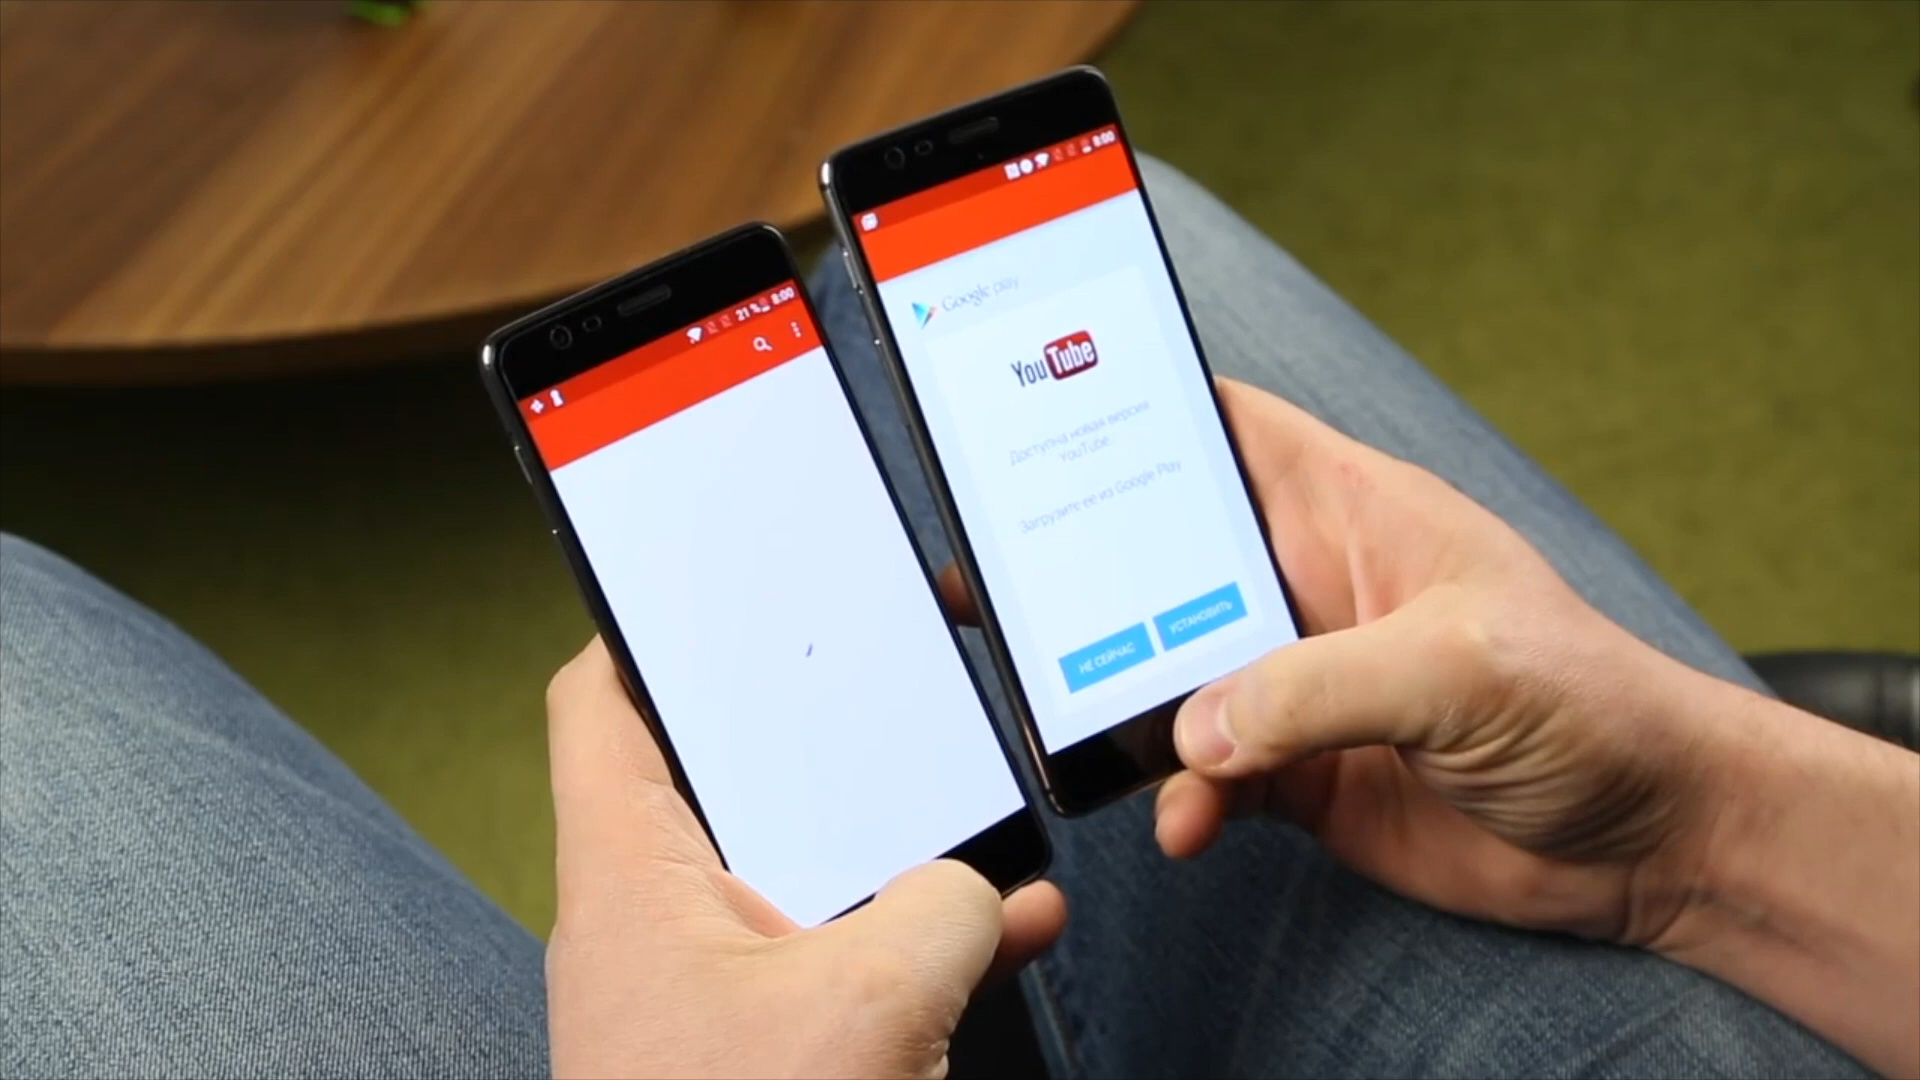 21 %
8:00
8:00
Google play
YouTube
Доступна новая версия
YouTube
Загрузите ее из Google Play
НЕ СЕЙЧАС
УСТАНОВИТЬ